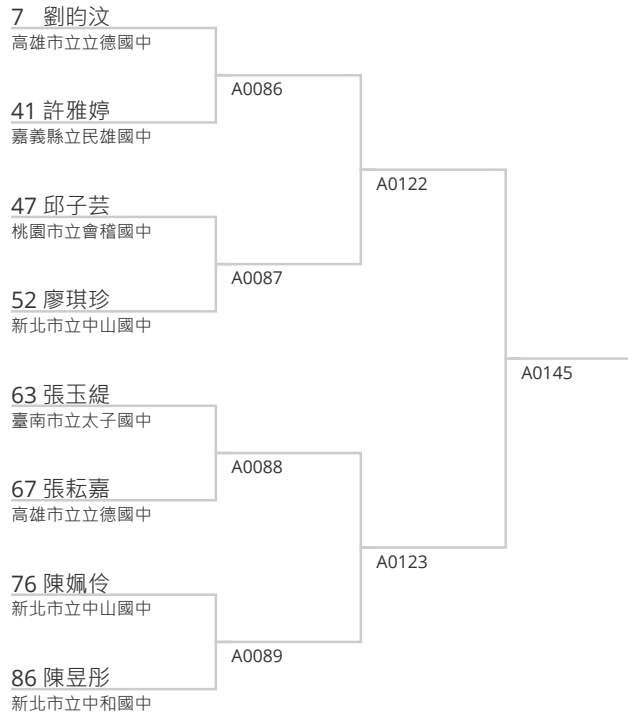 7 劉昀汶
高雄市立立德國中
A0086
41 許雅婷
嘉義縣立民雄國中
A0122
47 邱子芸
桃園市立會稽國中
A0087
52 廖琪珍
新北市立中山國中
A0145
63 張玉緹
臺南市立太子國中
A0088
67 張耘嘉
高雄市立立德國中
A0123
76 陳姵伶
新北市立中山國中
A0089
86 陳昱彤
新北市立中和國中